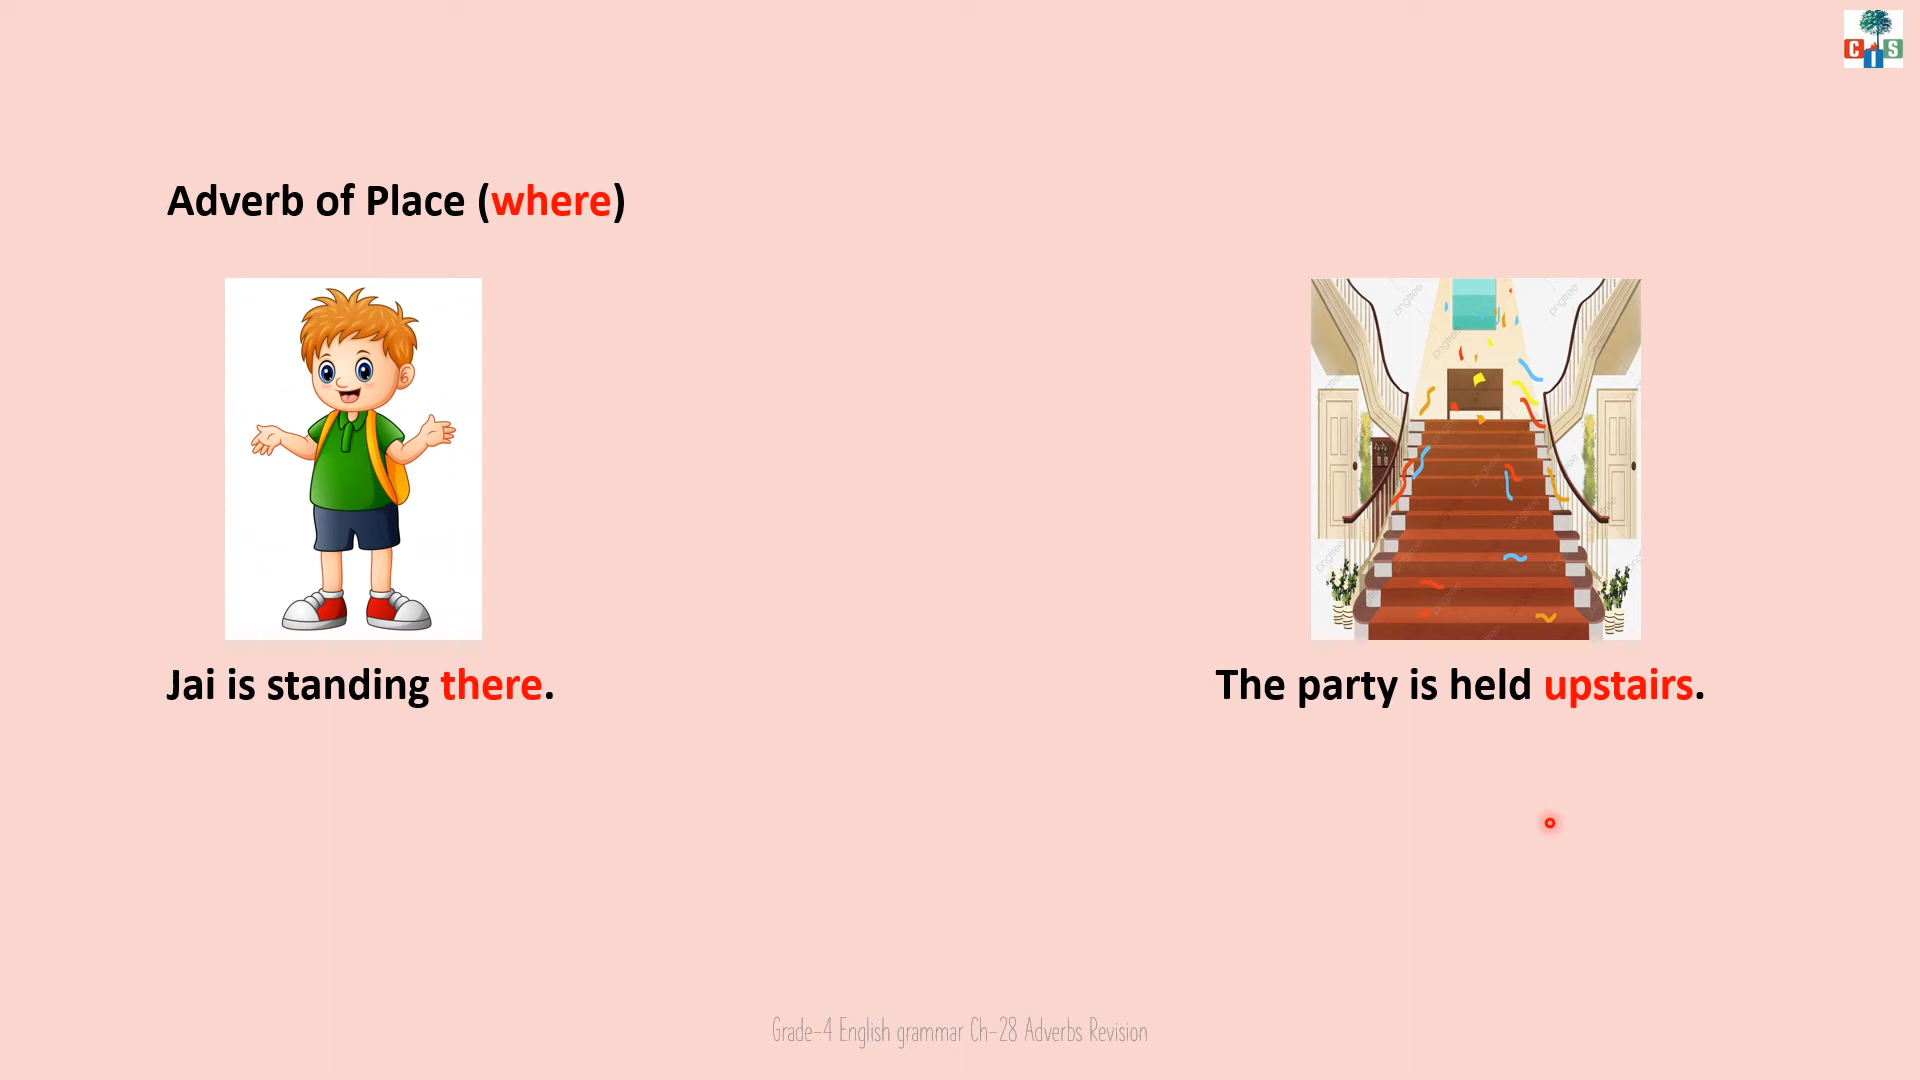 C I S
Adverb of Place (where)
Jai is standing there.
The party is held upstairs.
Grade-4 English grammar Ch-28 Adverbs Revision